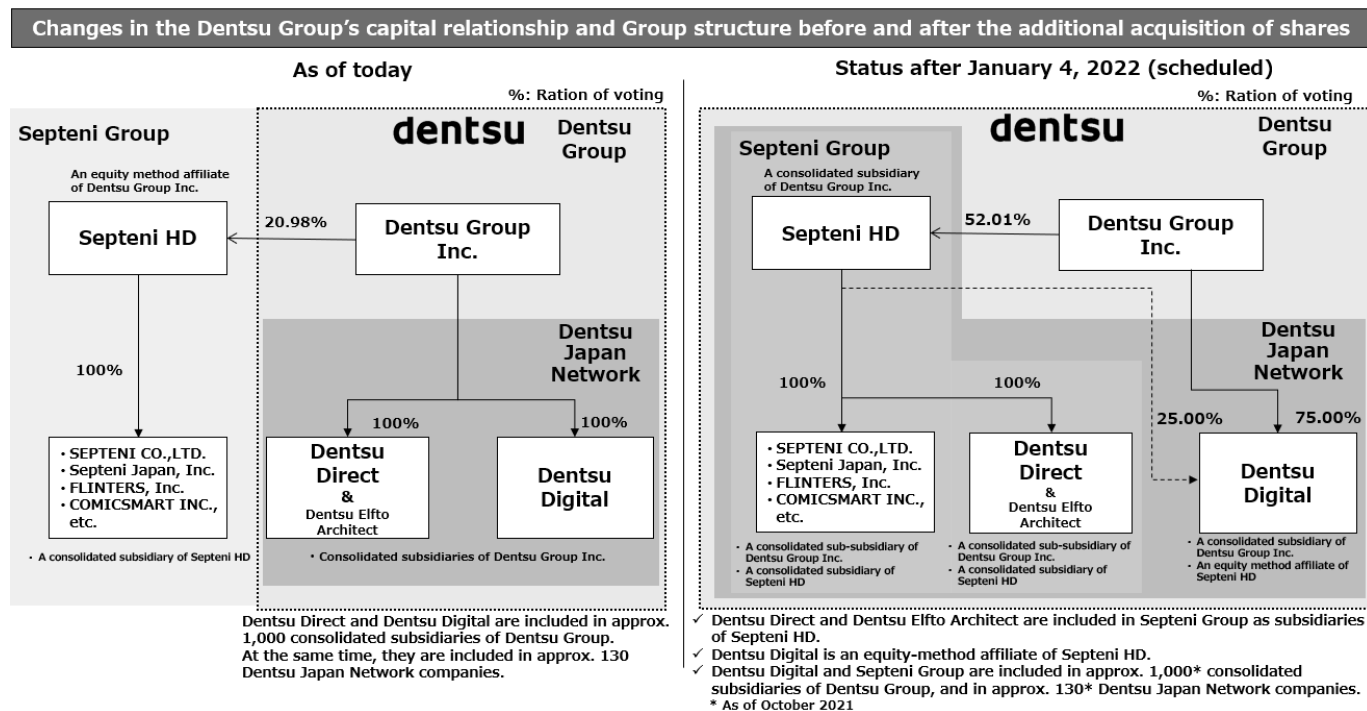 Changes in the Dentsu Group's capital relationship and Group structure before and after the additional acquisition of shares
As of today
%: Ration of voting
Septeni Group
dentsu
Dentsu
Group
An equity method affiliate
of Dentsu Group Inc.
Septeni HD
20.98%
Dentsu Group
Inc.
Dentsu
Japan
Network
100%
100%
100%
・SEPTENI CO.,LTD.
・Septeni Japan, Inc.
・FLINTERS, Inc.
・COMICSMART INC.,
etc.
Dentsu
Direct
&
Dentsu Elfto
Architect
Dentsu
Digital
・A consolidated subsidiary of Septeni HD
・Consolidated subsidiaries of Dentsu Group Inc.
Dentsu Direct and Dentsu Digital are included in approx.
1,000 consolidated subsidiaries of Dentsu Group.
At the same time, they are included in approx. 130
Dentsu Japan Network companies.
Status after January 4, 2022 (scheduled)
%: Ration of voting
Septeni Group
dentsu
Dentsu
Group
A consolidated subsidiary
of Dentsu Group Inc.
Septeni HD
52.01%
Dentsu Group
Inc.
Dentsu
Japan
Network
100%
100%
25.00%
75.00%
・SEPTENI CO.,LTD.
・Septeni Japan, Inc.
・FLINTERS, Inc.
・COMICSMART INC.,
etc.
Dentsu
Direct
&
Dentsu Elfto
Architect
Dentsu
Digital
・A consolidated sub-subsidiary of
Dentsu Group Inc.
・A consolidated subsidiary of
Septeni HD
・A consolidated sub-subsidiary of
Dentsu Group Inc.
・A consolidated subsidiary of
Septeni HD
・A consolidated subsidiary of
Dentsu Group Inc.
・An equity method affiliate of
Septeni HD
✓ Dentsu Direct and Dentsu Elfto Architect are included in Septeni Group as subsidiaries
of Septeni HD.
✓ Dentsu Digital is an equity-method affiliate of Septeni HD.
✓ Dentsu Digital and Septeni Group are included in approx. 1,000* consolidated
subsidiaries of Dentsu Group, and in approx. 130* Dentsu Japan Network companies.
* As of October 2021